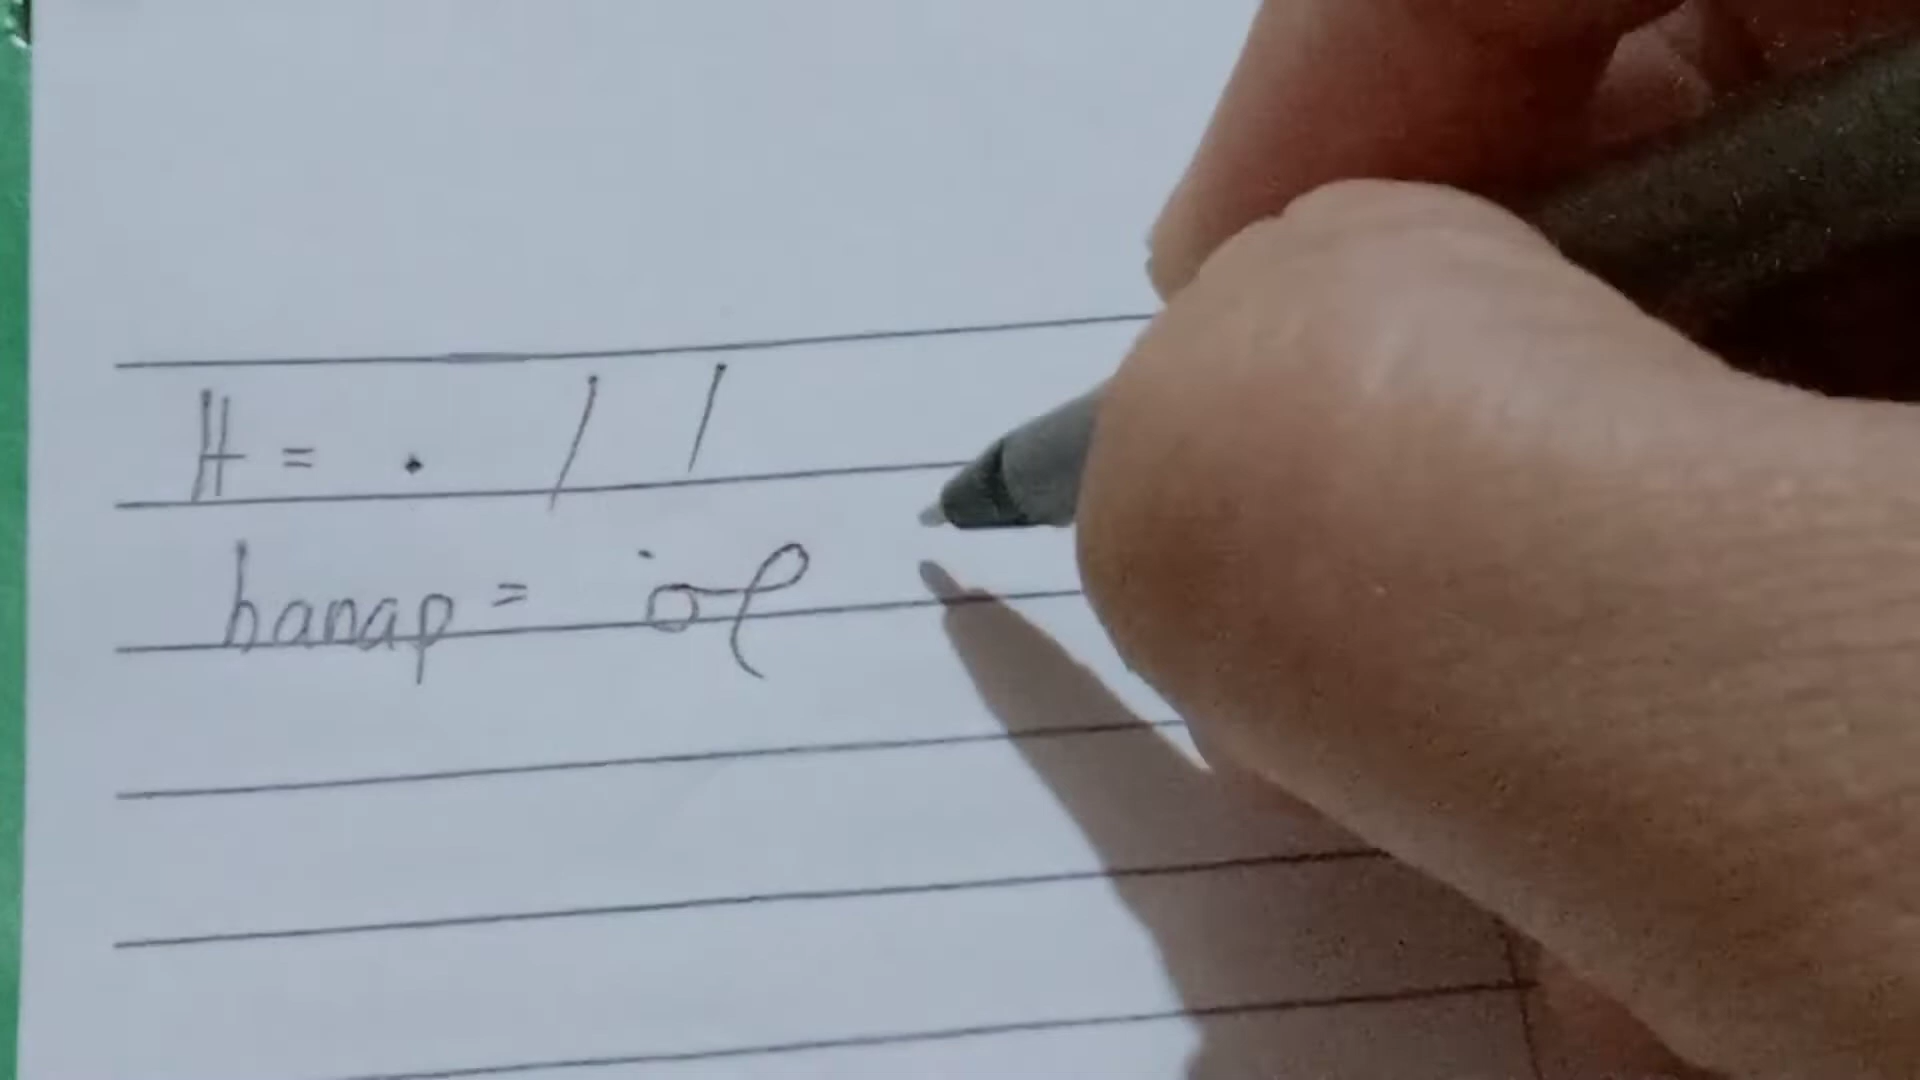 H = . / /
hanap =